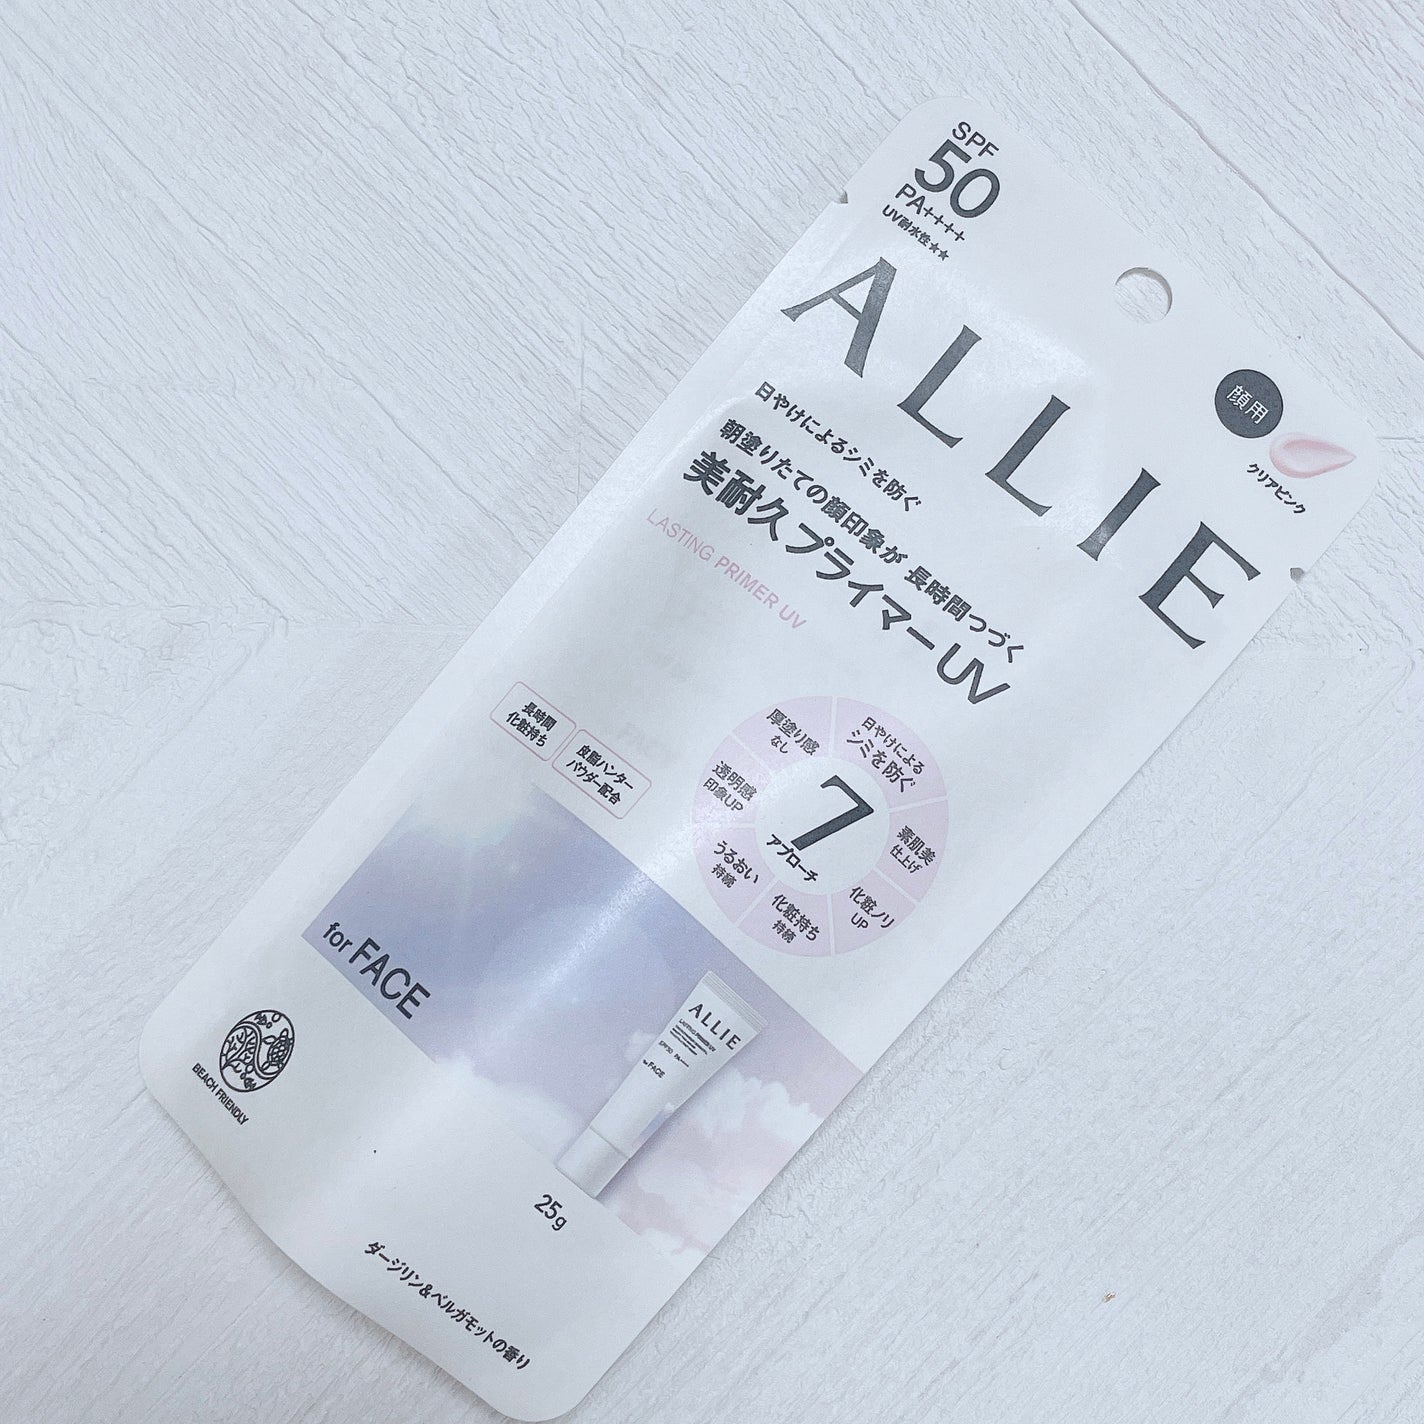 SPF
50
PA++++
UV耐水性★★
ALLIE
顔用
クリアピンク
日やけによるシミを防ぐ
朝塗りたての顔印象が 長時間つづく
美耐久プライマーUV
LASTING PRIMER UV
長時間
化粧持ち
皮脂ハンター
パウダー配合
7
アプローチ
日やけによる
シミを防ぐ
素肌美
仕上げ
化粧ノリ
UP
化粧持ち
持続
うるおい
持続
透明感
印象UP
厚塗り感
なし
for FACE
ALLIE
LASTING PRIMER UV
SPF50 PA++++
for FACE
BEACH FRIENDLY
25g
ダージリン&ベルガモットの香り